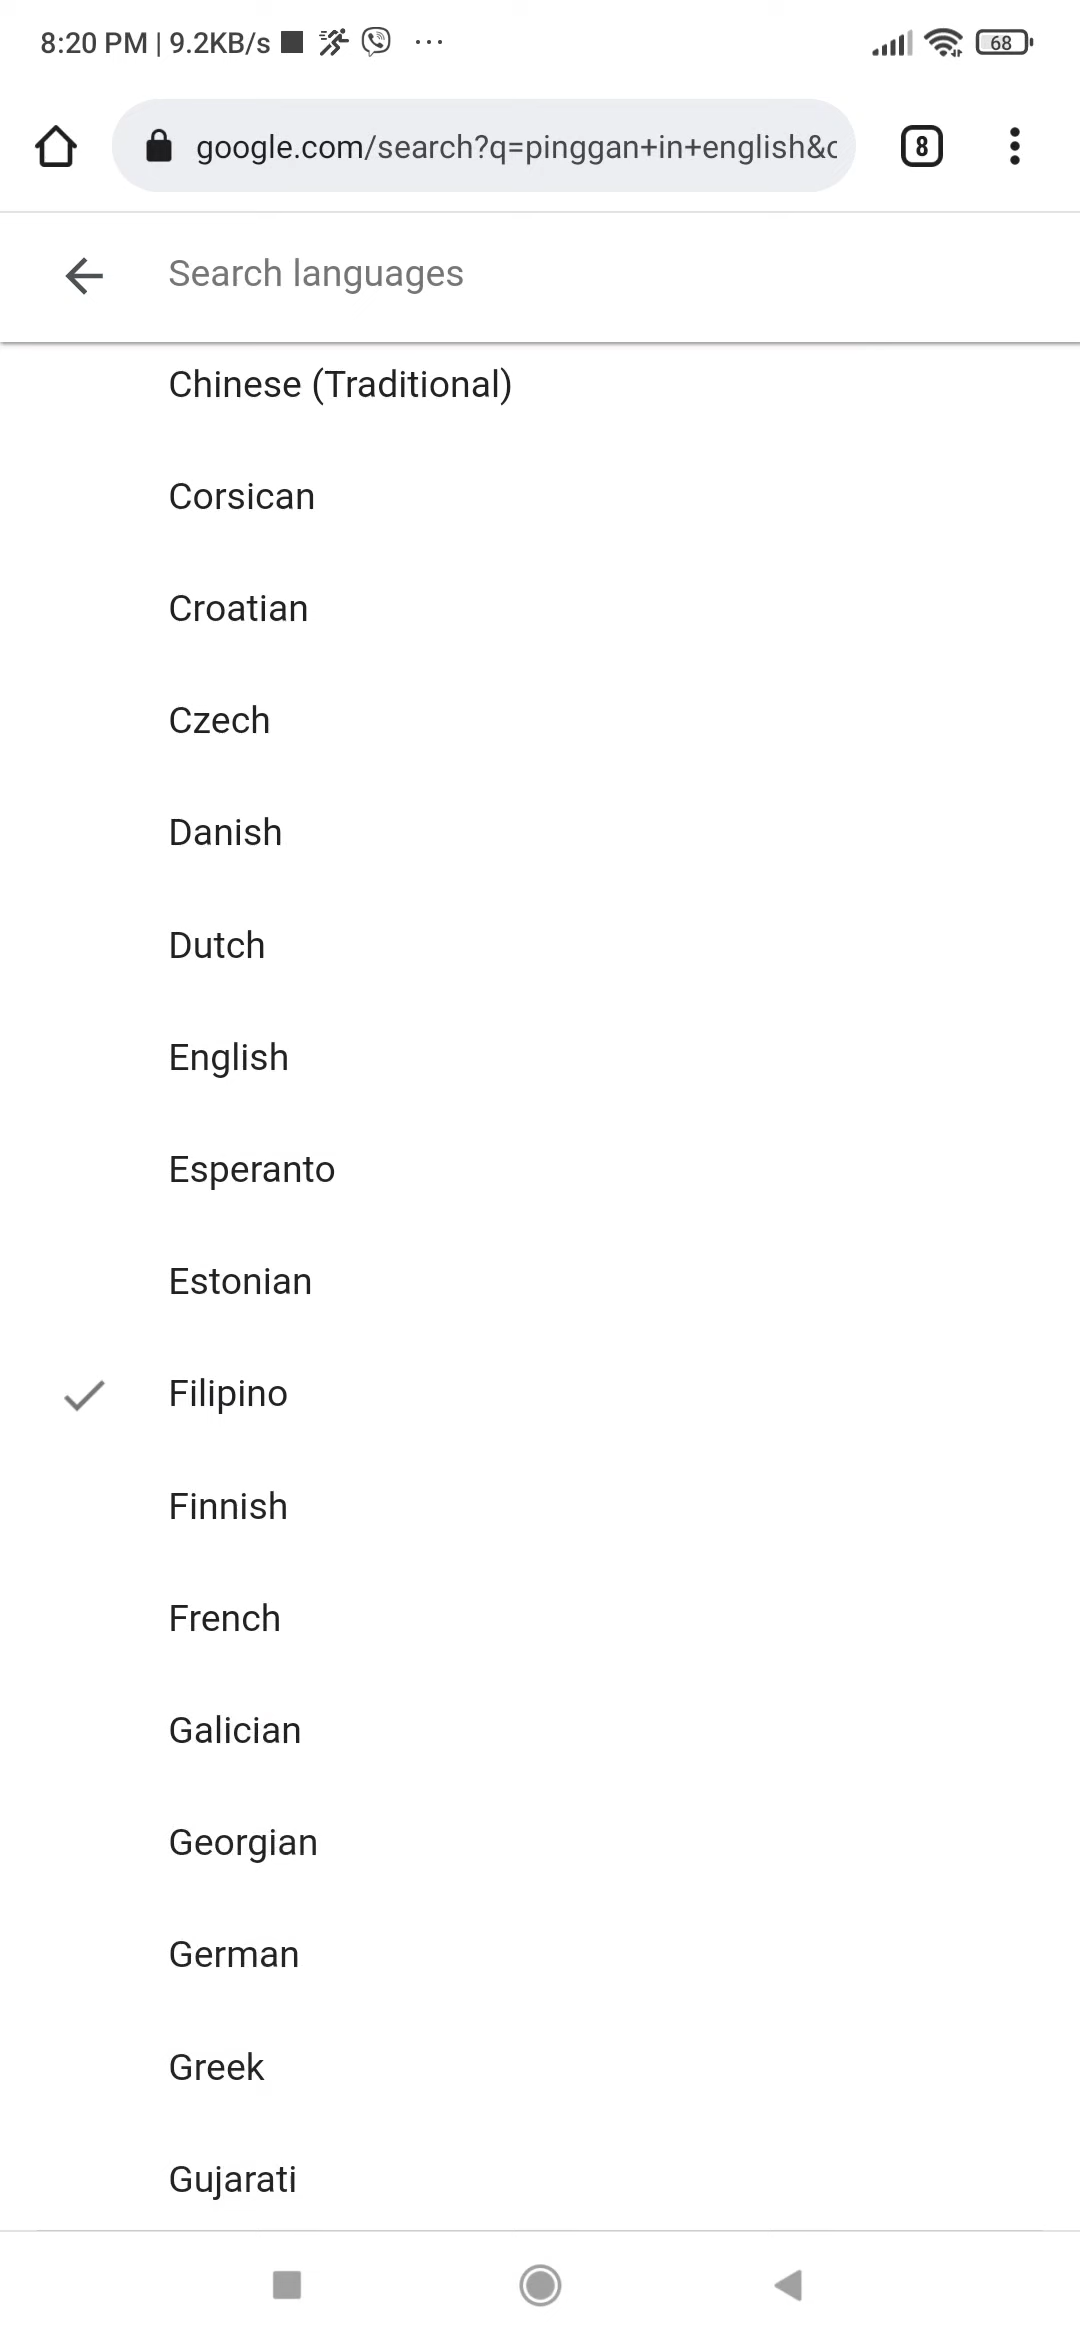 8:20 PM | 9.2KB/s ... 68
google.com/search?q=pinggan+in+english&c 8
Search languages
Chinese (Traditional)
Corsican
Croatian
Czech
Danish
Dutch
English
Esperanto
Estonian
Filipino
Finnish
French
Galician
Georgian
German
Greek
Gujarati